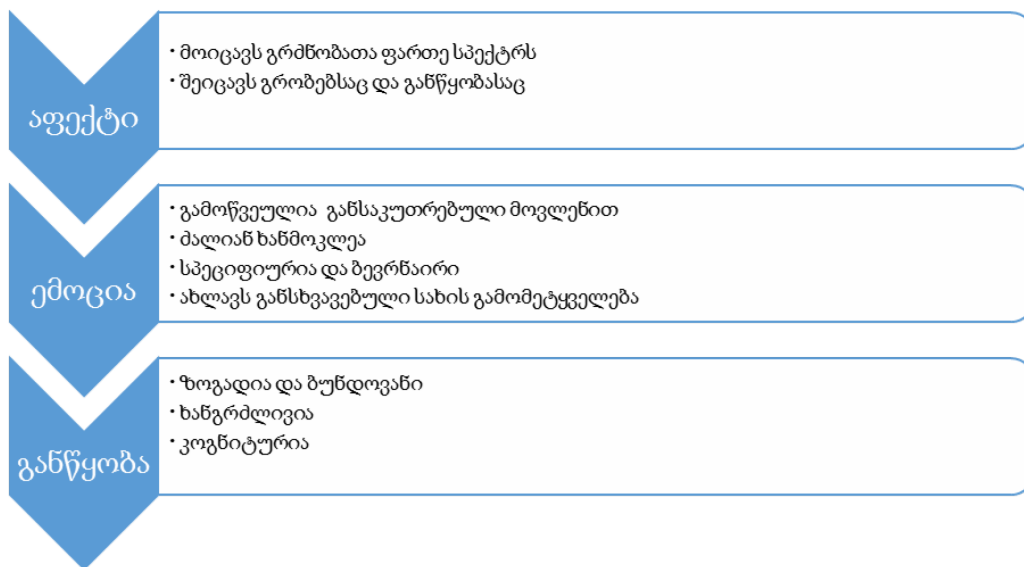 აფექტი
• მოიცავს გრძნობათა ფართე სპექტრს
• შეიცავს გრობებსაც და განწყობასაც
ემოცია
• გამოწვეულია განსაკუთრებული მოვლენით
• ძალიან ხანმოკლეა
• სპეციფიურია და ბევრნაირი
• ახლავს განსხვავებული სახის გამომეტყველება
განწყობა
• ზოგადია და ბუნდოვანი
• ხანგრძლივია
• კოგნიტურია